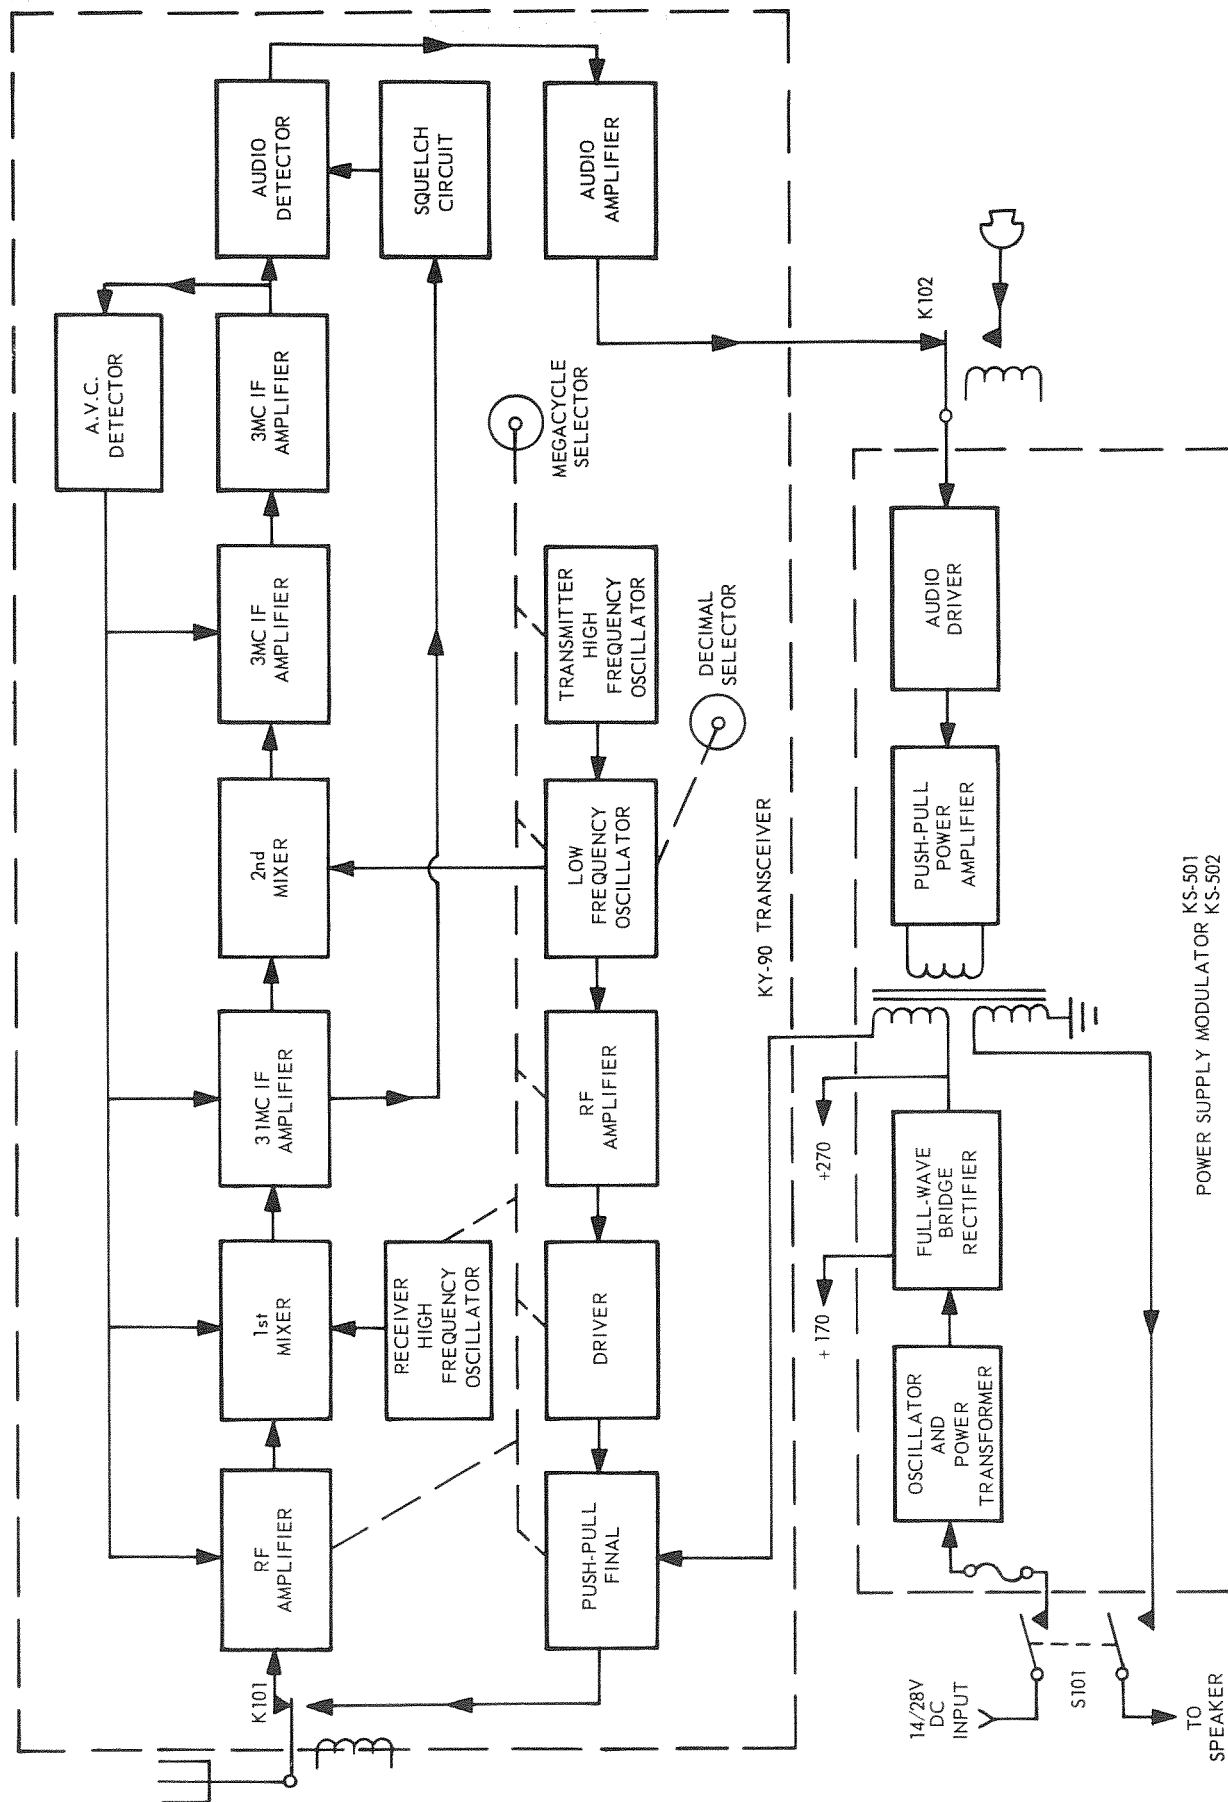 A.V.C.
DETECTOR
RF
AMPLIFIER
1st
MIXER
31MC IF
AMPLIFIER
2nd
MIXER
3MC IF
AMPLIFIER
3MC IF
AMPLIFIER
AUDIO
DETECTOR
K101
RECEIVER
HIGH
FREQUENCY
OSCILLATOR
SQUELCH
CIRCUIT
MEGACYCLE
SELECTOR
PUSH-PULL
FINAL
DRIVER
RF
AMPLIFIER
LOW
FREQUENCY
OSCILLATOR
TRANSMITTER
HIGH
FREQUENCY
OSCILLATOR
AUDIO
AMPLIFIER
DECIMAL
SELECTOR
KY-90 TRANSCEIVER
K102
+170
+270
14/28V
DC
INPUT
OSCILLATOR
AND
POWER
TRANSFORMER
FULL-WAVE
BRIDGE
RECTIFIER
PUSH-PULL
POWER
AMPLIFIER
AUDIO
DRIVER
S101
TO
SPEAKER
POWER SUPPLY MODULATOR KS-501
KS-502